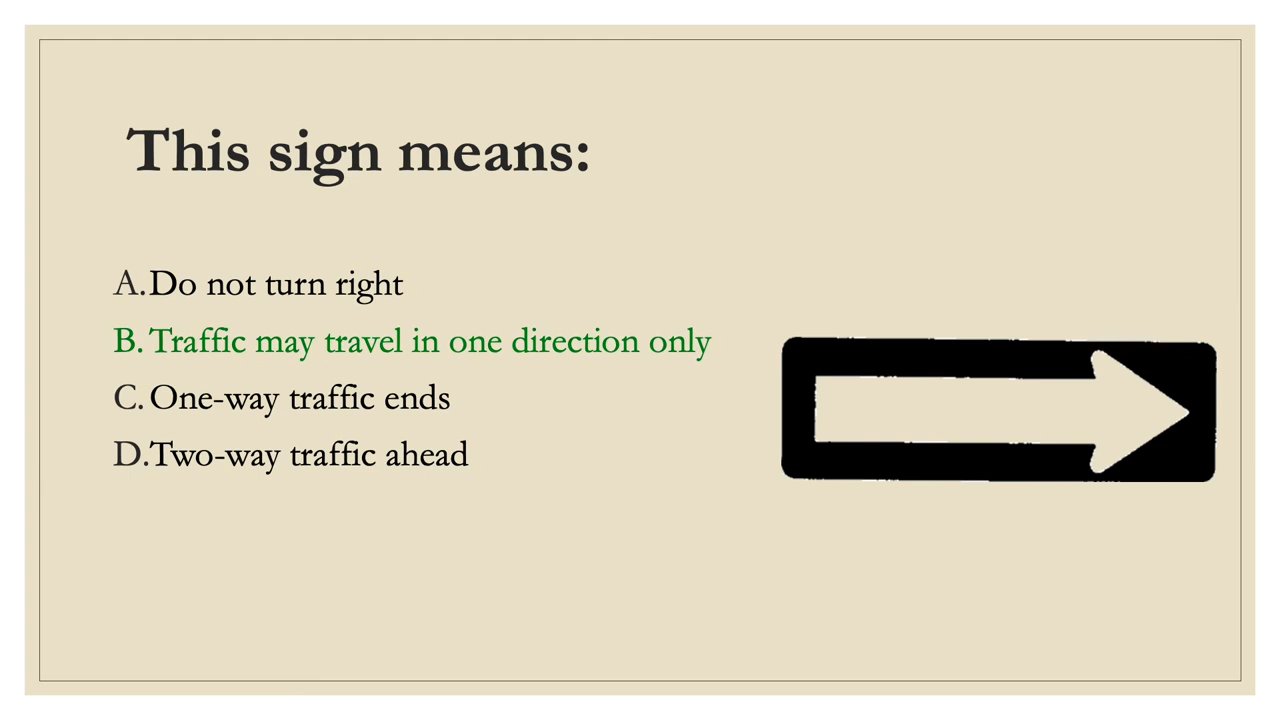 This sign means:
A.Do not turn right
B. Traffic may travel in one direction only
C. One-way traffic ends
D.Two-way traffic ahead